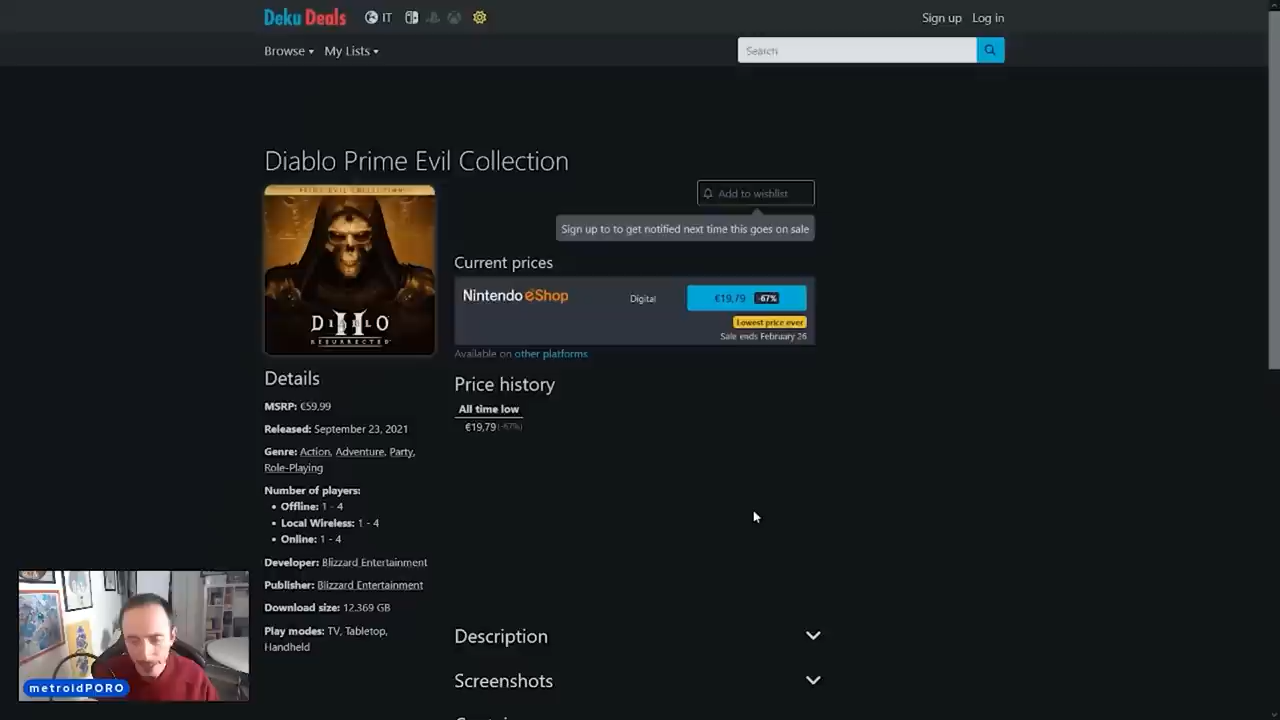 Deku Deals IT
Sign up Log in
Browse My Lists
Search
Diablo Prime Evil Collection
PRIME EVIL COLLECTION
DIABLO
II
RESURRECTED
Add to wishlist
Sign up to to get notified next time this goes on sale
Current prices
Nintendo eShop Digital €19,79 -67%
Lowest price ever
Sale ends February 26
Available on other platforms
Details
MSRP: €59,99
Released: September 23, 2021
Genre: Action, Adventure, Party,
Role-Playing
Number of players:
• Offline: 1 - 4
• Local Wireless: 1 - 4
• Online: 1 - 4
Developer: Blizzard Entertainment
Publisher: Blizzard Entertainment
Download size: 12.369 GB
Play modes: TV, Tabletop,
Handheld
Price history
All time low
€19,79 (-67%)
Description
Screenshots
metroidPORO